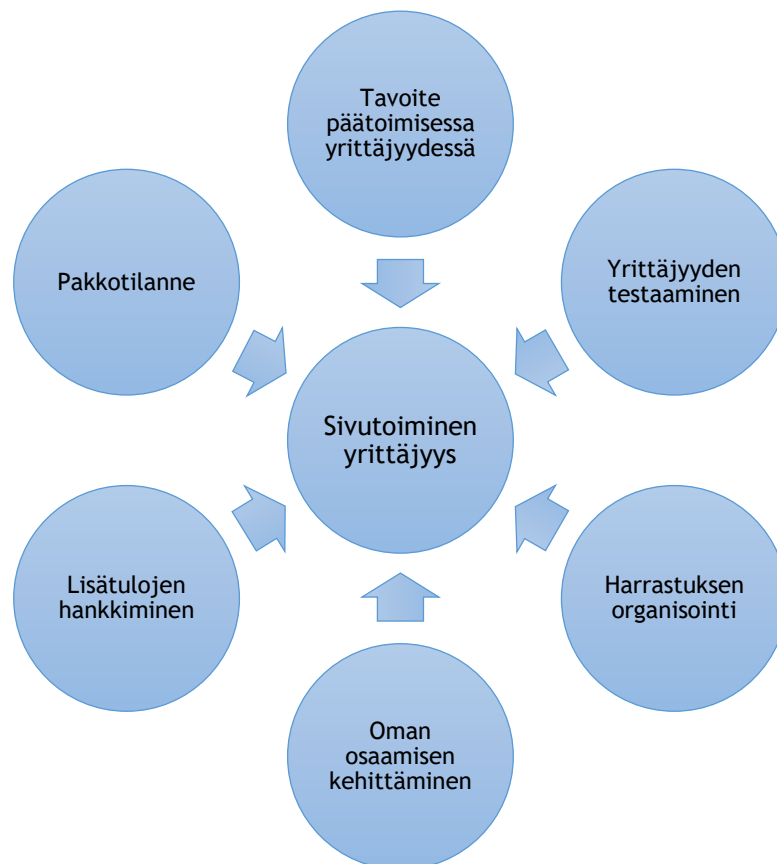 Tavoite
päätoimisessa
yrittäjyydessä
Pakkotilanne
Yrittäjyyden
testaaminen
Sivutoiminen
yrittäjyys
Lisätulojen
hankkiminen
Harrastuksen
organisointi
Oman
osaamisen
kehittäminen